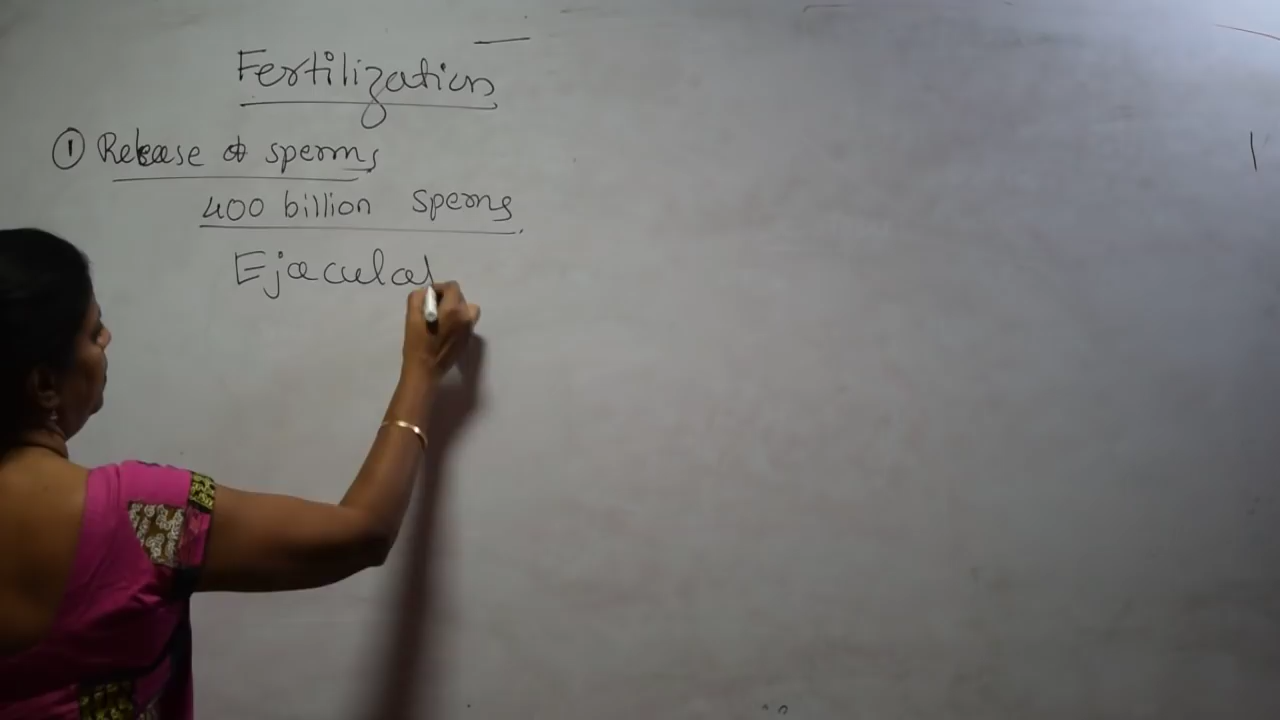 Fertilization
① Release of sperms
400 billion sperms
Ejaculat